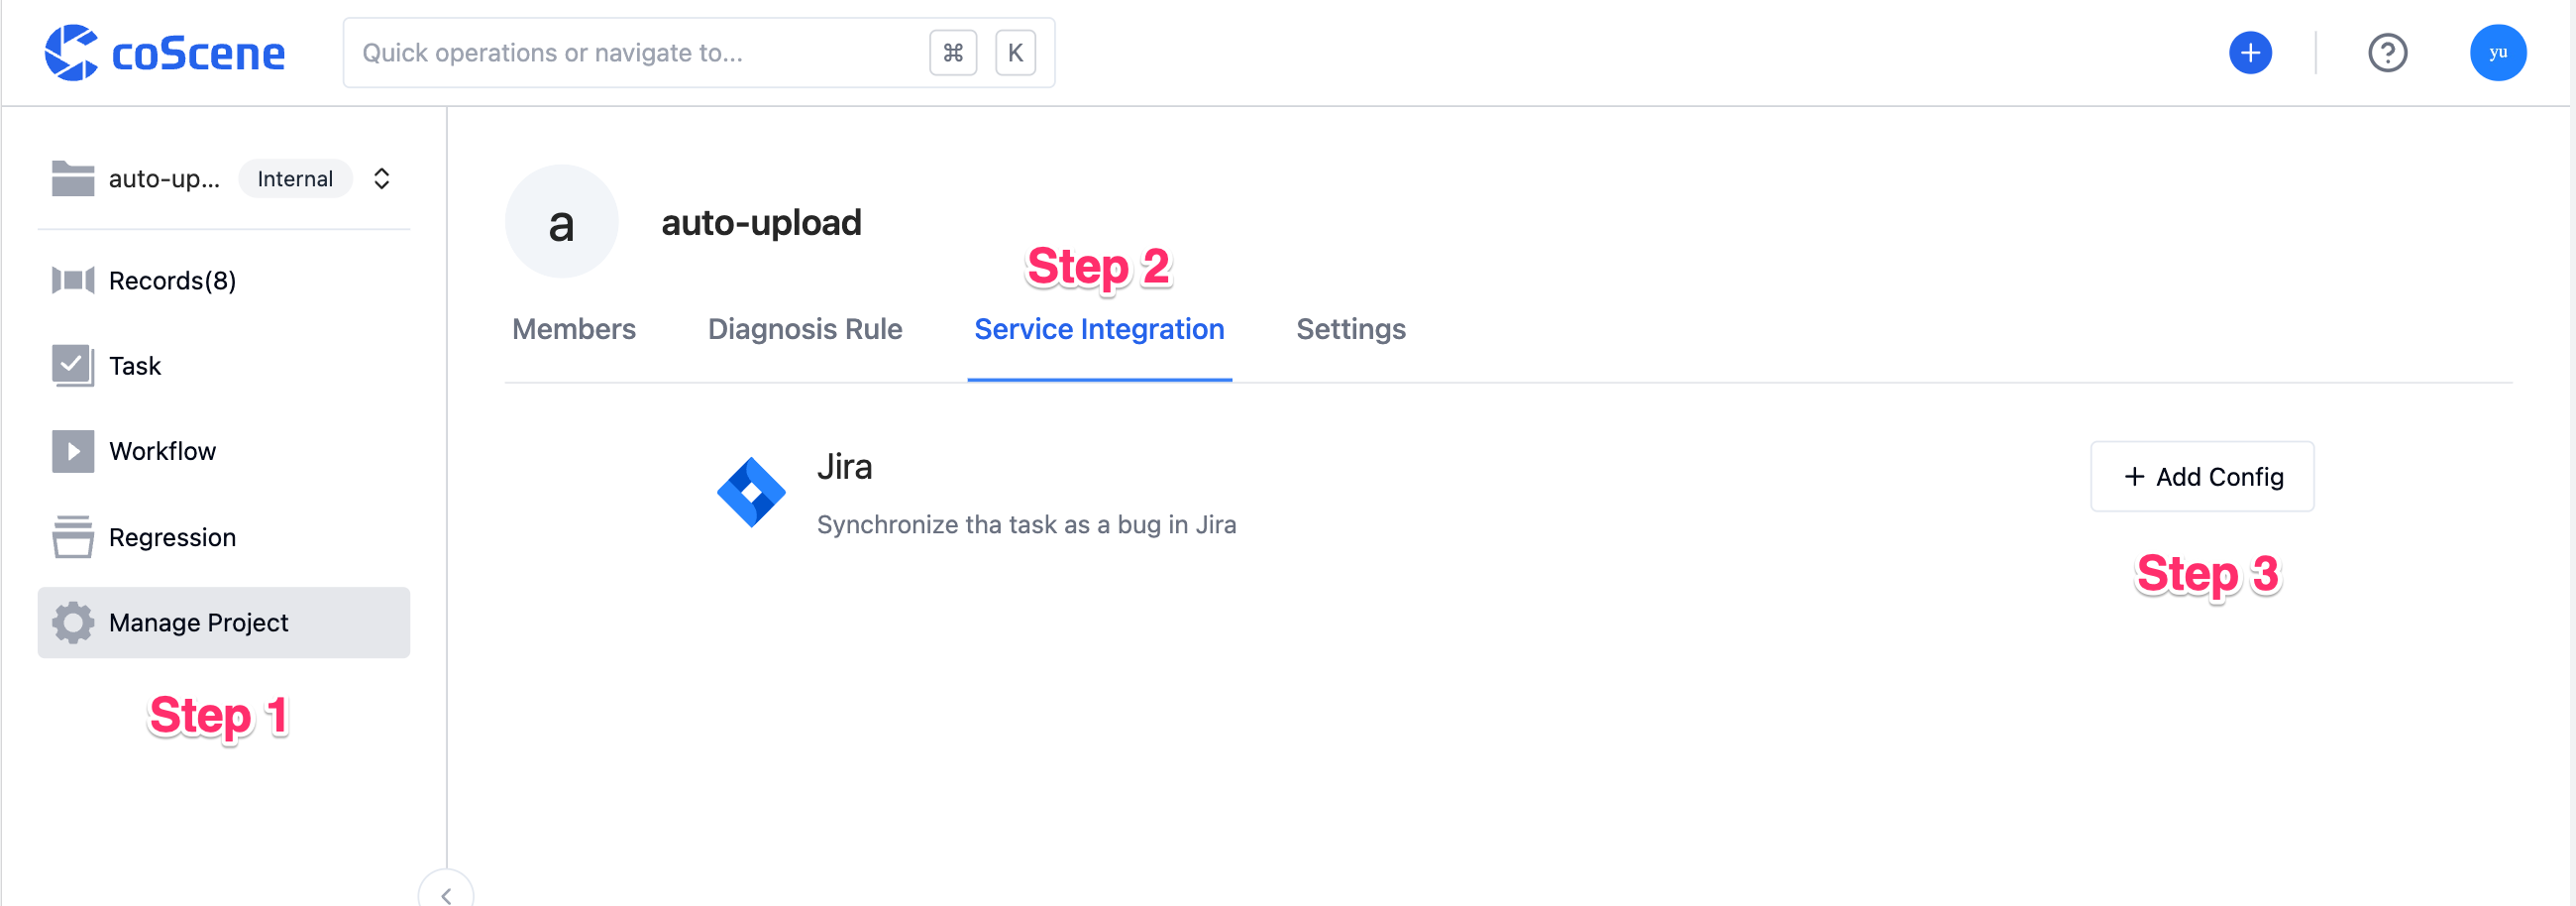 coScene
Quick operations or navigate to...
⌘
K
yu
auto-up...
Internal
Records(8)
Task
Workflow
Regression
Manage Project
Step 1
a
auto-upload
Step 2
Members
Diagnosis Rule
Service Integration
Settings
Jira
Synchronize tha task as a bug in Jira
+ Add Config
Step 3